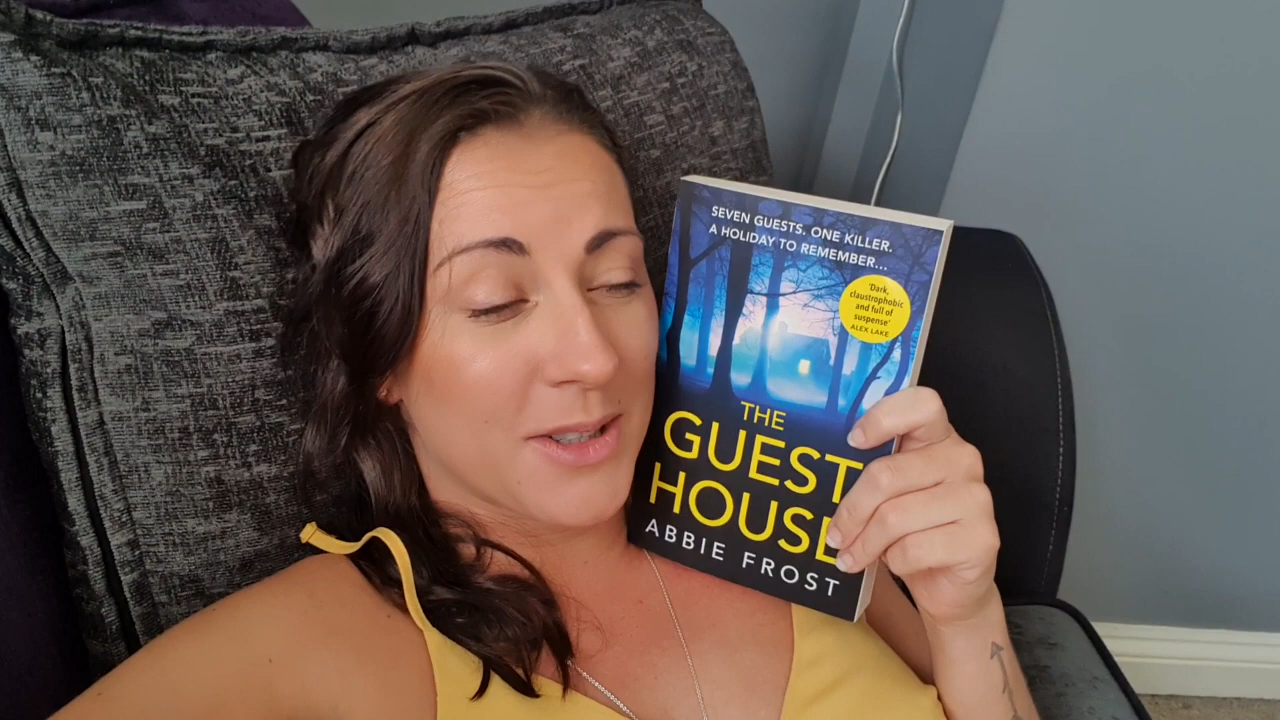 SEVEN GUESTS. ONE KILLER.
A HOLIDAY TO REMEMBER...
'Dark,
claustrophobic
and full of
suspense'
ALEX LAKE
THE
GUEST
HOUSE
ABBIE FROST